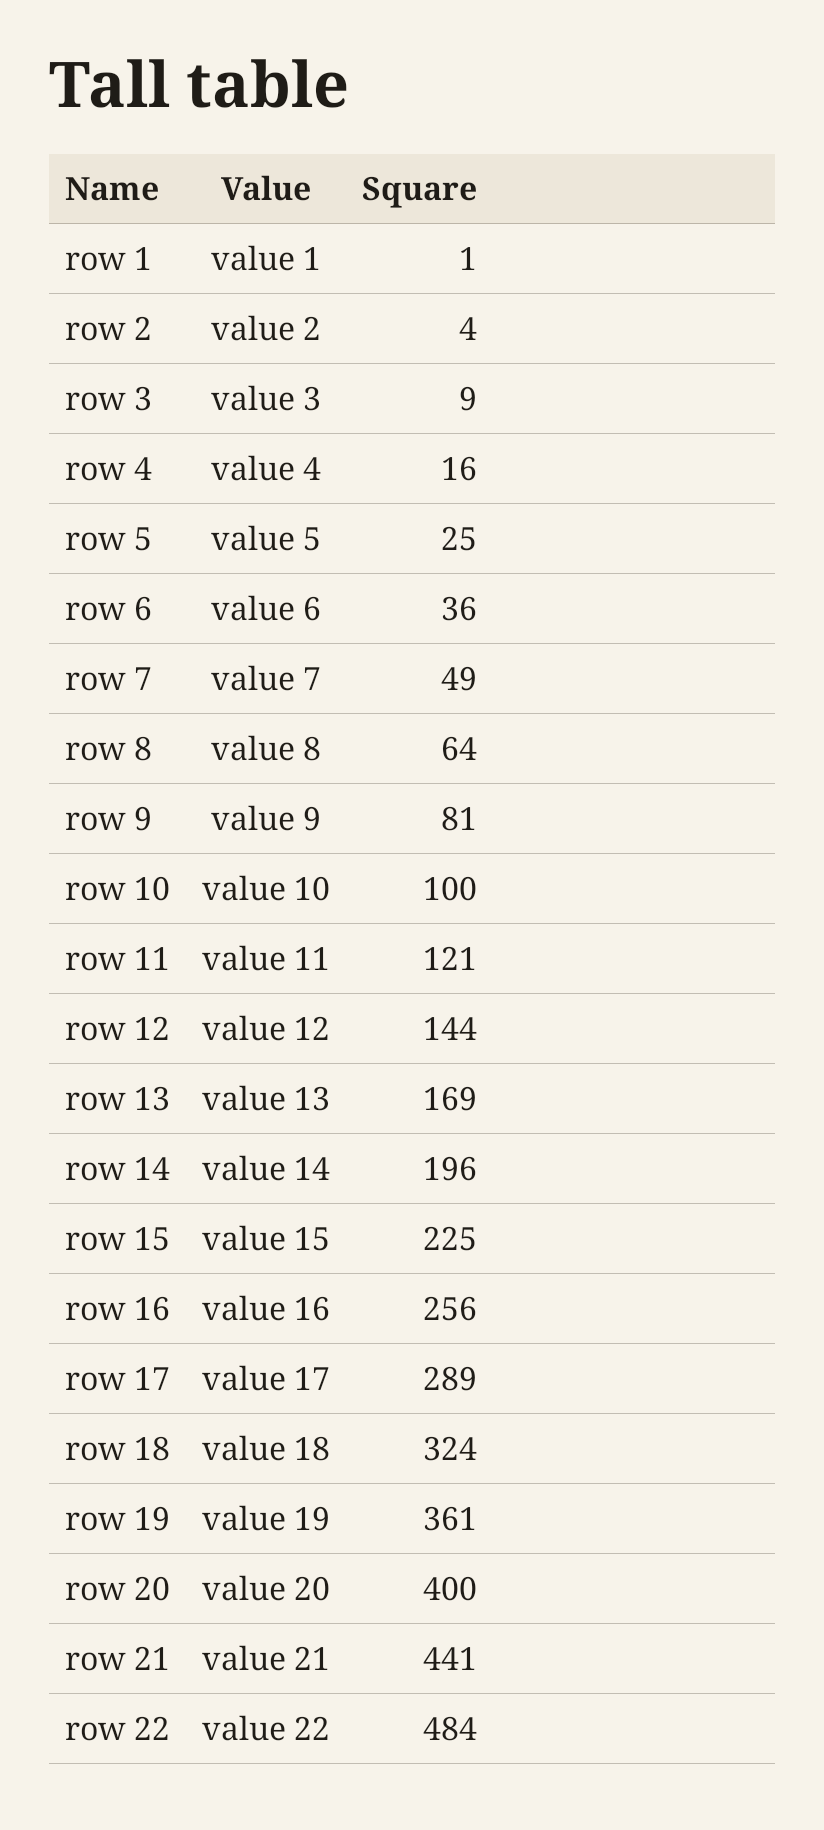 Tall table
Name Value Square
row 1 value 1 1
row 2 value 2 4
row 3 value 3 9
row 4 value 4 16
row 5 value 5 25
row 6 value 6 36
row 7 value 7 49
row 8 value 8 64
row 9 value 9 81
row 10 value 10 100
row 11 value 11 121
row 12 value 12 144
row 13 value 13 169
row 14 value 14 196
row 15 value 15 225
row 16 value 16 256
row 17 value 17 289
row 18 value 18 324
row 19 value 19 361
row 20 value 20 400
row 21 value 21 441
row 22 value 22 484